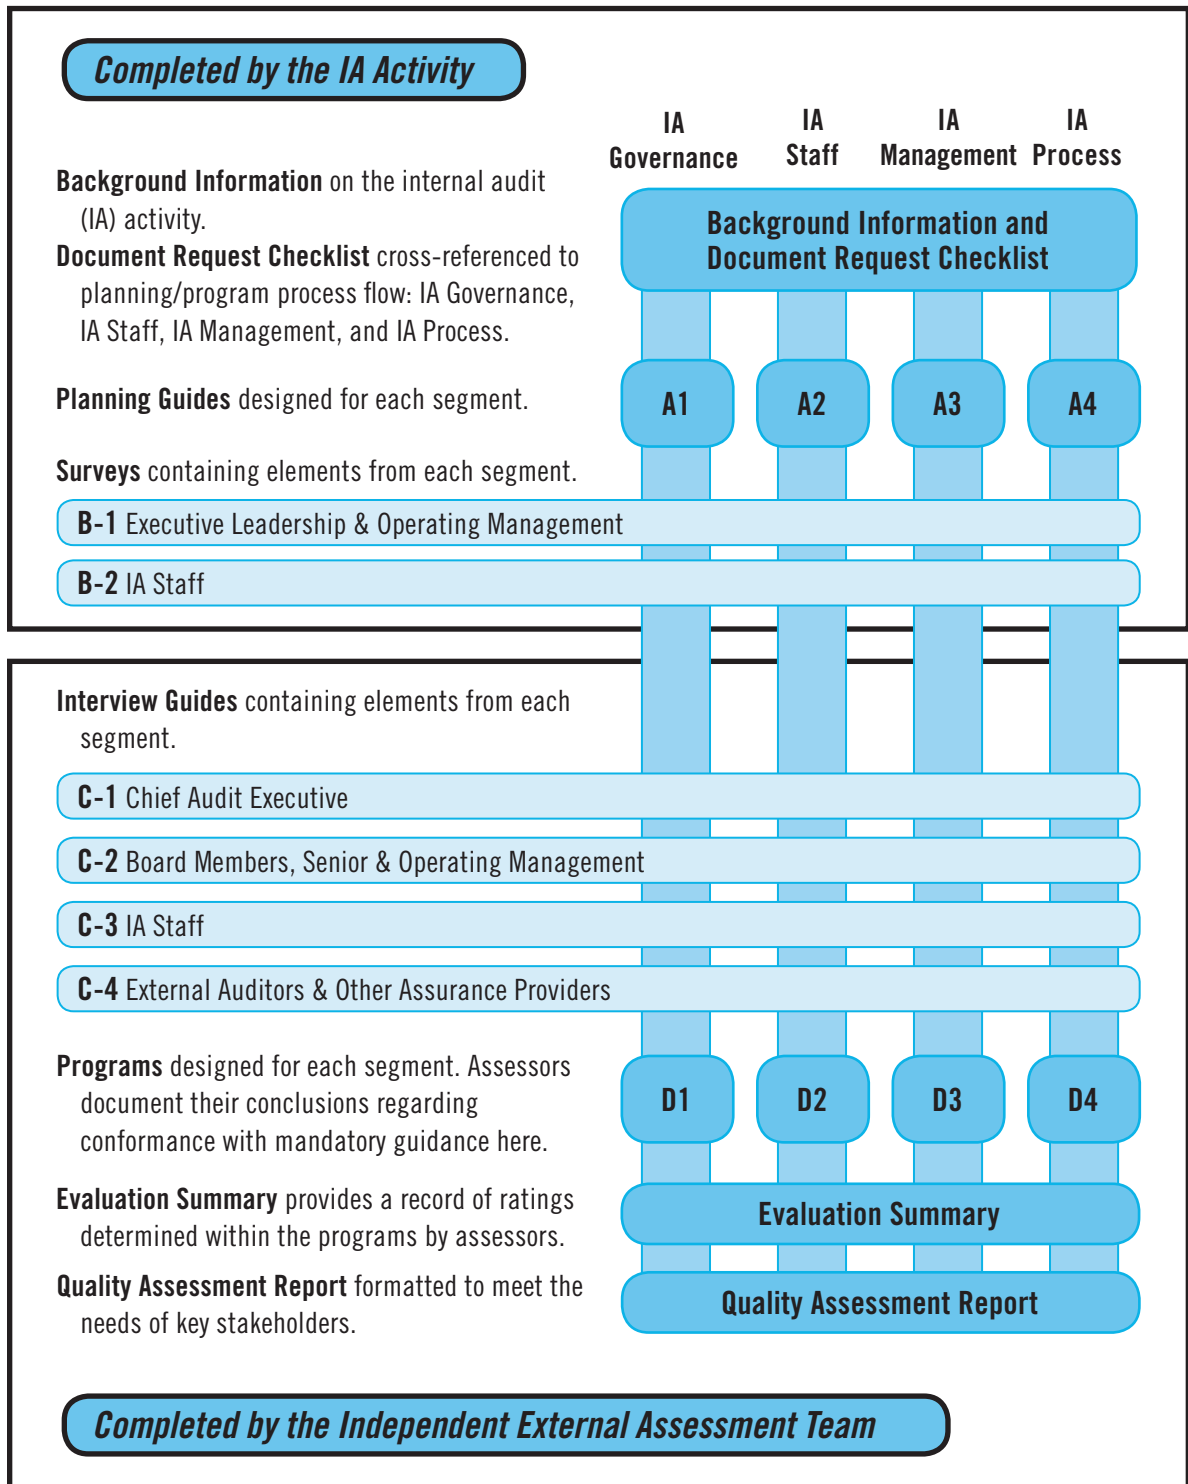 Completed by the IA Activity
IA
Governance
IA
Staff
IA
Management
IA
Process
Background Information on the internal audit
(IA) activity.
Document Request Checklist cross-referenced to
planning/program process flow: IA Governance,
IA Staff, IA Management, and IA Process.
Background Information and
Document Request Checklist
Planning Guides designed for each segment.
A1
A2
A3
A4
Surveys containing elements from each segment.
B-1 Executive Leadership & Operating Management
B-2 IA Staff
Interview Guides containing elements from each
segment.
C-1 Chief Audit Executive
C-2 Board Members, Senior & Operating Management
C-3 IA Staff
C-4 External Auditors & Other Assurance Providers
Programs designed for each segment. Assessors
document their conclusions regarding
conformance with mandatory guidance here.
D1
D2
D3
D4
Evaluation Summary provides a record of ratings
determined within the programs by assessors.
Evaluation Summary
Quality Assessment Report formatted to meet the
needs of key stakeholders.
Quality Assessment Report
Completed by the Independent External Assessment Team